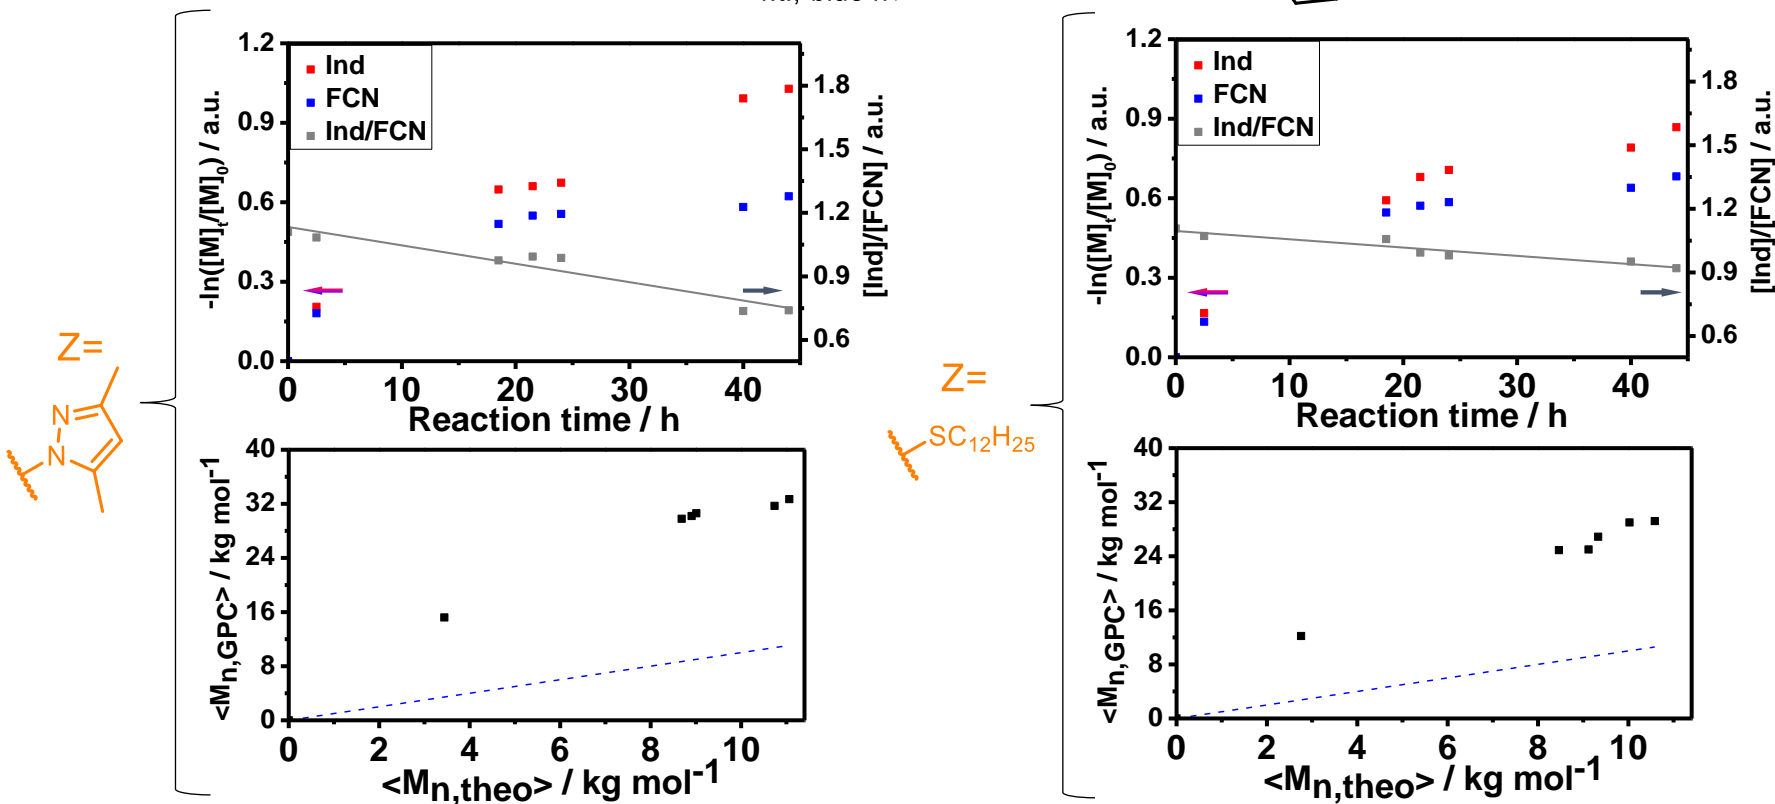 Z=
N
N
1.2
0.9
0.6
0.3
0.0
-ln([M]t/[M]0) / a.u.
Ind
FCN
Ind/FCN
1.8
1.5
1.2
0.9
0.6
[Ind]/[FCN] / a.u.
0 10 20 30 40
Reaction time / h
40
32
24
16
8
0
<Mn,GPC> / kg mol-1
0 2 4 6 8 10
<Mn,theo> / kg mol-1
Z=
SC12H25
1.2
0.9
0.6
0.3
0.0
-ln([M]t/[M]0) / a.u.
Ind
FCN
Ind/FCN
1.8
1.5
1.2
0.9
0.6
[Ind]/[FCN] / a.u.
0 10 20 30 40
Reaction time / h
40
32
24
16
8
0
<Mn,GPC> / kg mol-1
0 2 4 6 8 10
<Mn,theo> / kg mol-1